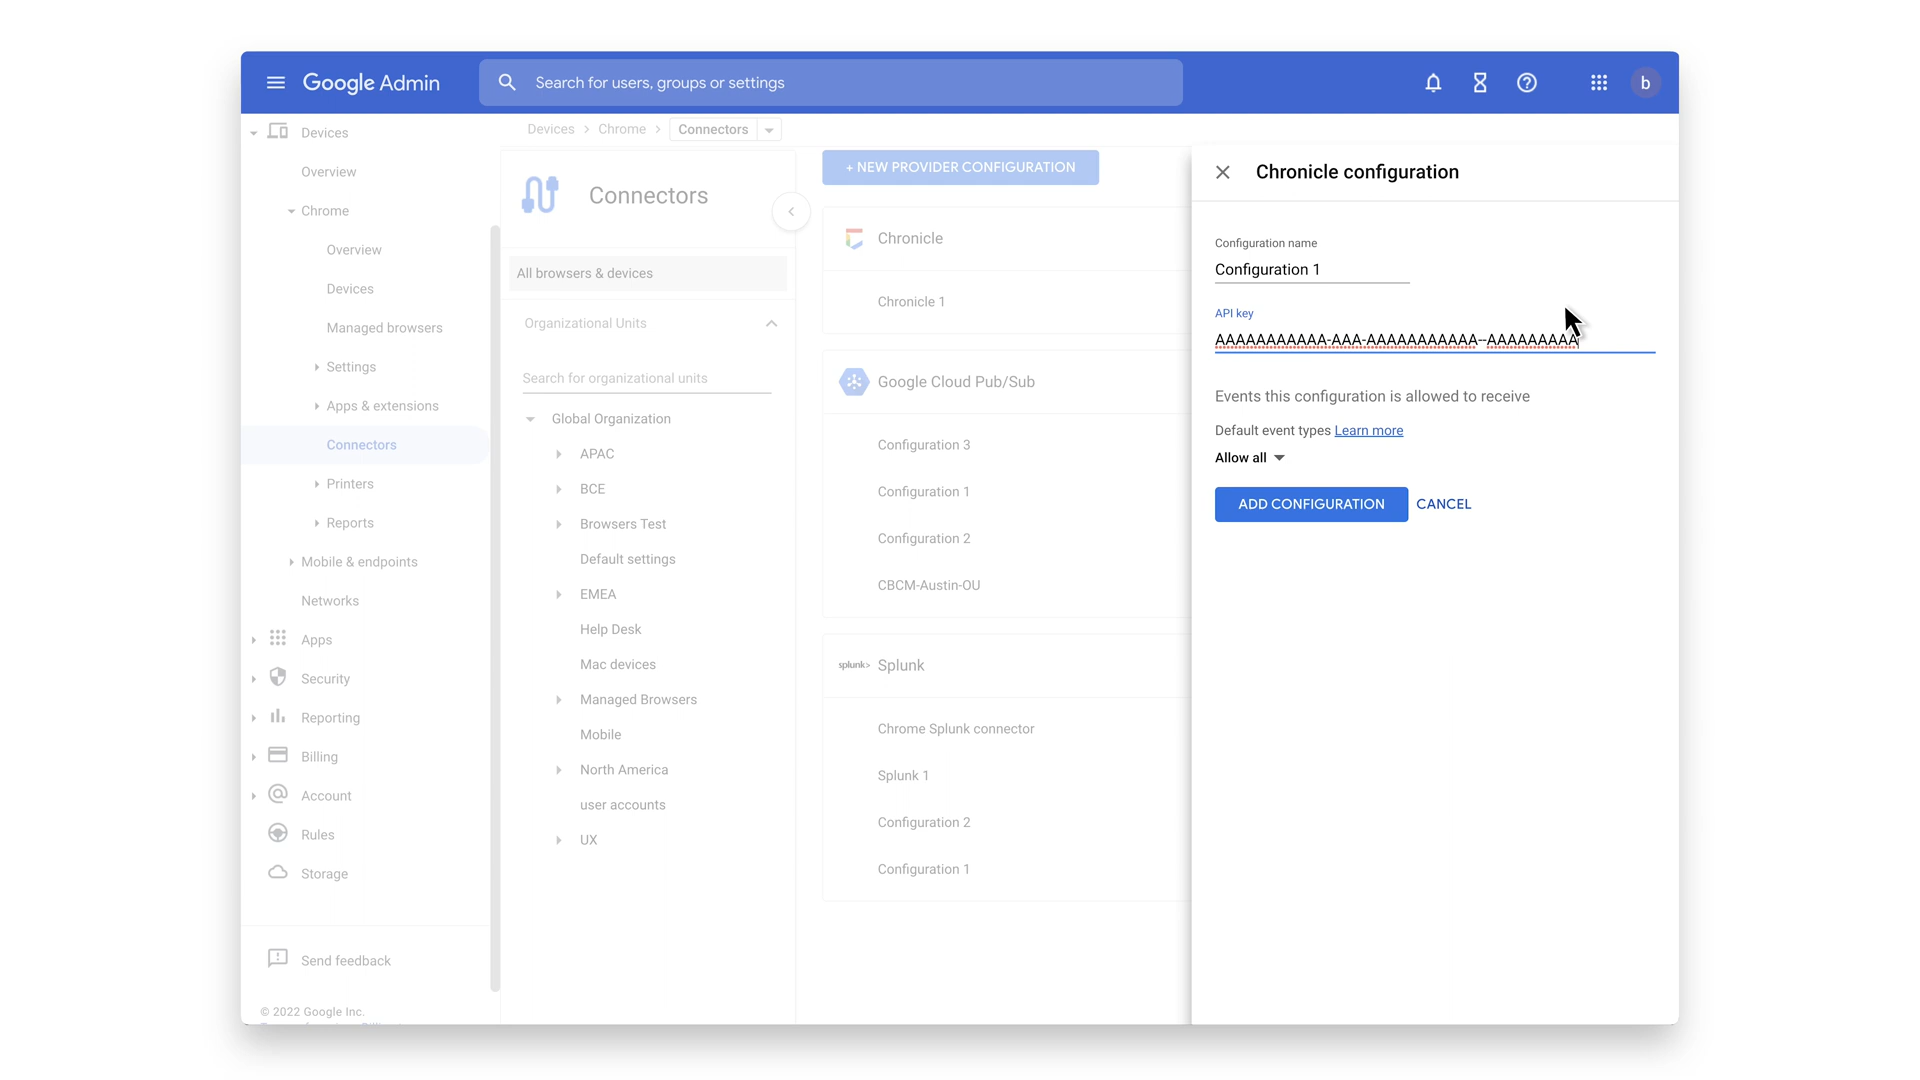 Google Admin
Search for users, groups or settings
b
Devices
Overview
Chrome
Overview
Devices
Managed browsers
Settings
Apps & extensions
Connectors
Printers
Reports
Mobile & endpoints
Networks
Apps
Security
Reporting
Billing
Account
Rules
Storage
Send feedback
© 2022 Google Inc.
Devices > Chrome > Connectors
Connectors
All browsers & devices
Organizational Units
Search for organizational units
Global Organization
APAC
BCE
Browsers Test
Default settings
EMEA
Help Desk
Mac devices
Managed Browsers
Mobile
North America
user accounts
UX
+ NEW PROVIDER CONFIGURATION
Chronicle
Chronicle 1
Google Cloud Pub/Sub
Configuration 3
Configuration 1
Configuration 2
CBCM-Austin-OU
splunk> Splunk
Chrome Splunk connector
Splunk 1
Configuration 2
Configuration 1
Chronicle configuration
Configuration name
Configuration 1
API key
AAAAAAAAAAA-AAA-AAAAAAAAAAA--AAAAAAAAA
Events this configuration is allowed to receive
Default event types Learn more
Allow all
ADD CONFIGURATION CANCEL